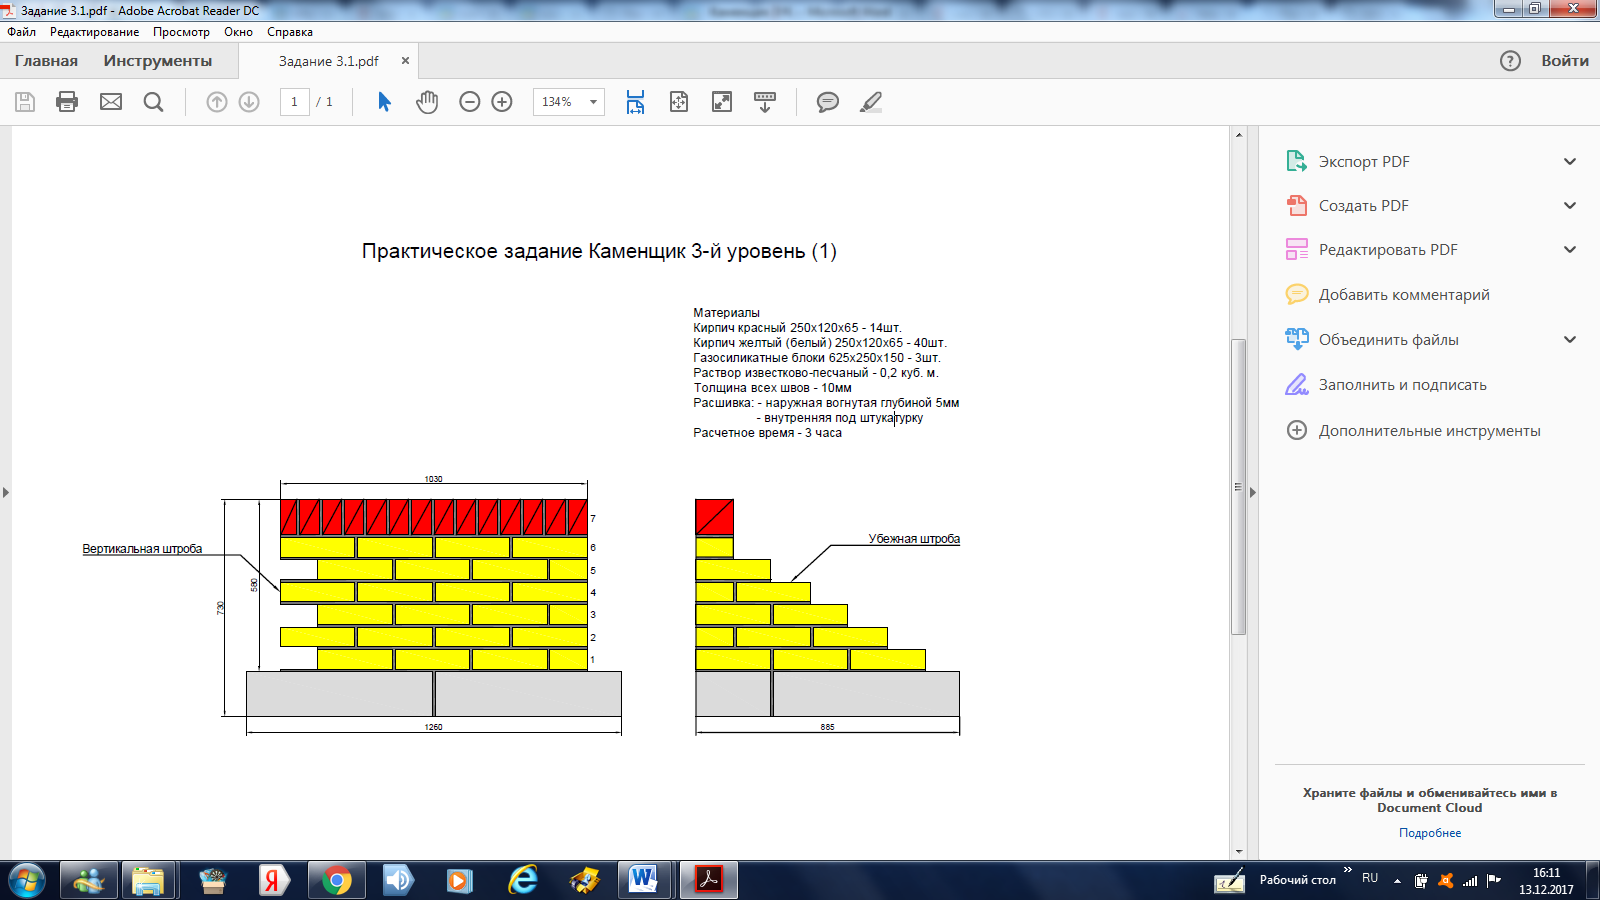 Задание 3.1.pdf - Adobe Acrobat Reader DC
Файл Редактирование Просмотр Окно Справка
Главная Инструменты Задание 3.1.pdf × Войти
1 / 1 134%
Экспорт PDF
Создать PDF
Редактировать PDF
Добавить комментарий
Объединить файлы
Заполнить и подписать
Дополнительные инструменты
Храните файлы и обменивайтесь ими в
Document Cloud
Подробнее
Практическое задание Каменщик 3-й уровень (1)
Материалы
Кирпич красный 250х120х65 - 14шт.
Кирпич желтый (белый) 250х120х65 - 40шт.
Газосиликатные блоки 625х250х150 - 3шт.
Раствор известково-песчаный - 0,2 куб. м.
Толщина всех швов - 10мм
Расшивка: - наружная вогнутая глубиной 5мм
- внутренняя под штукатурку
Расчетное время - 3 часа
1030
7
6
5
4
3
2
1
Вертикальная штроба
580
730
1260
Убежная штроба
885
Рабочий стол » RU 16:11
13.12.2017